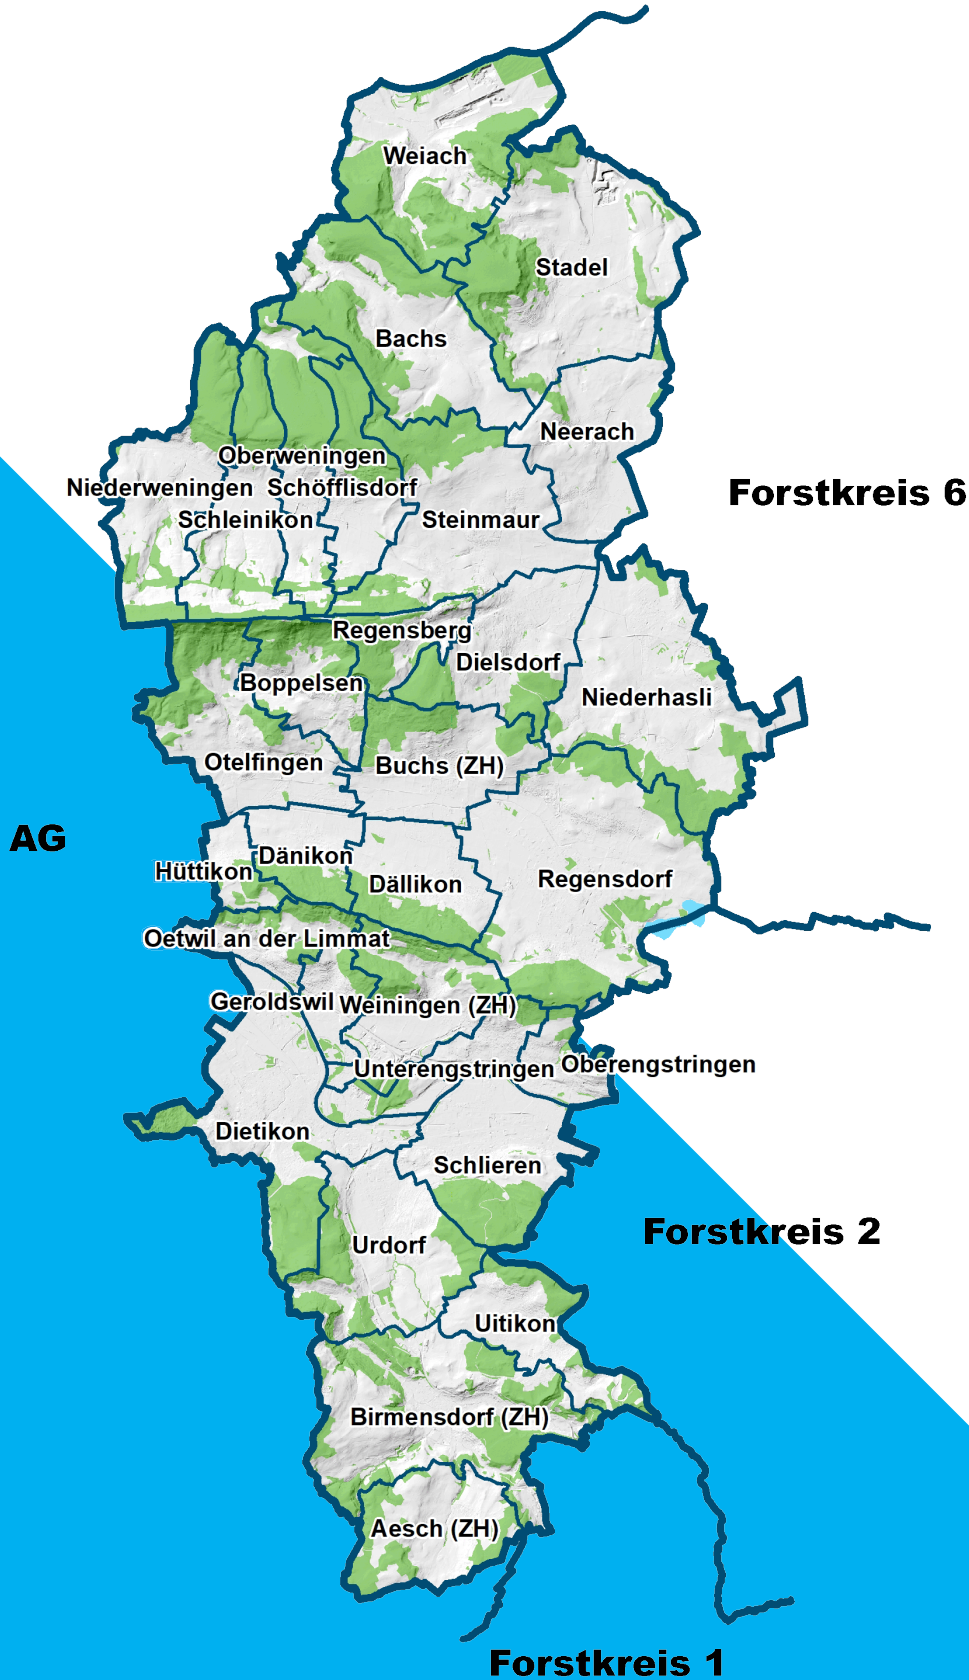 Weiach
Stadel
Bachs
Neerach
Oberweningen
Niederweningen
Schöfflisdorf
Forstkreis 6
Schleinikon
Steinmaur
Regensberg
Dielsdorf
Boppelsen
Niederhasli
Otelfingen
Buchs (ZH)
AG
Dänikon
Hüttikon
Dällikon
Regensdorf
Oetwil an der Limmat
Geroldswil
Weiningen (ZH)
Unterengstringen
Oberengstringen
Dietikon
Schlieren
Forstkreis 2
Urdorf
Uitikon
Birmensdorf (ZH)
Aesch (ZH)
Forstkreis 1